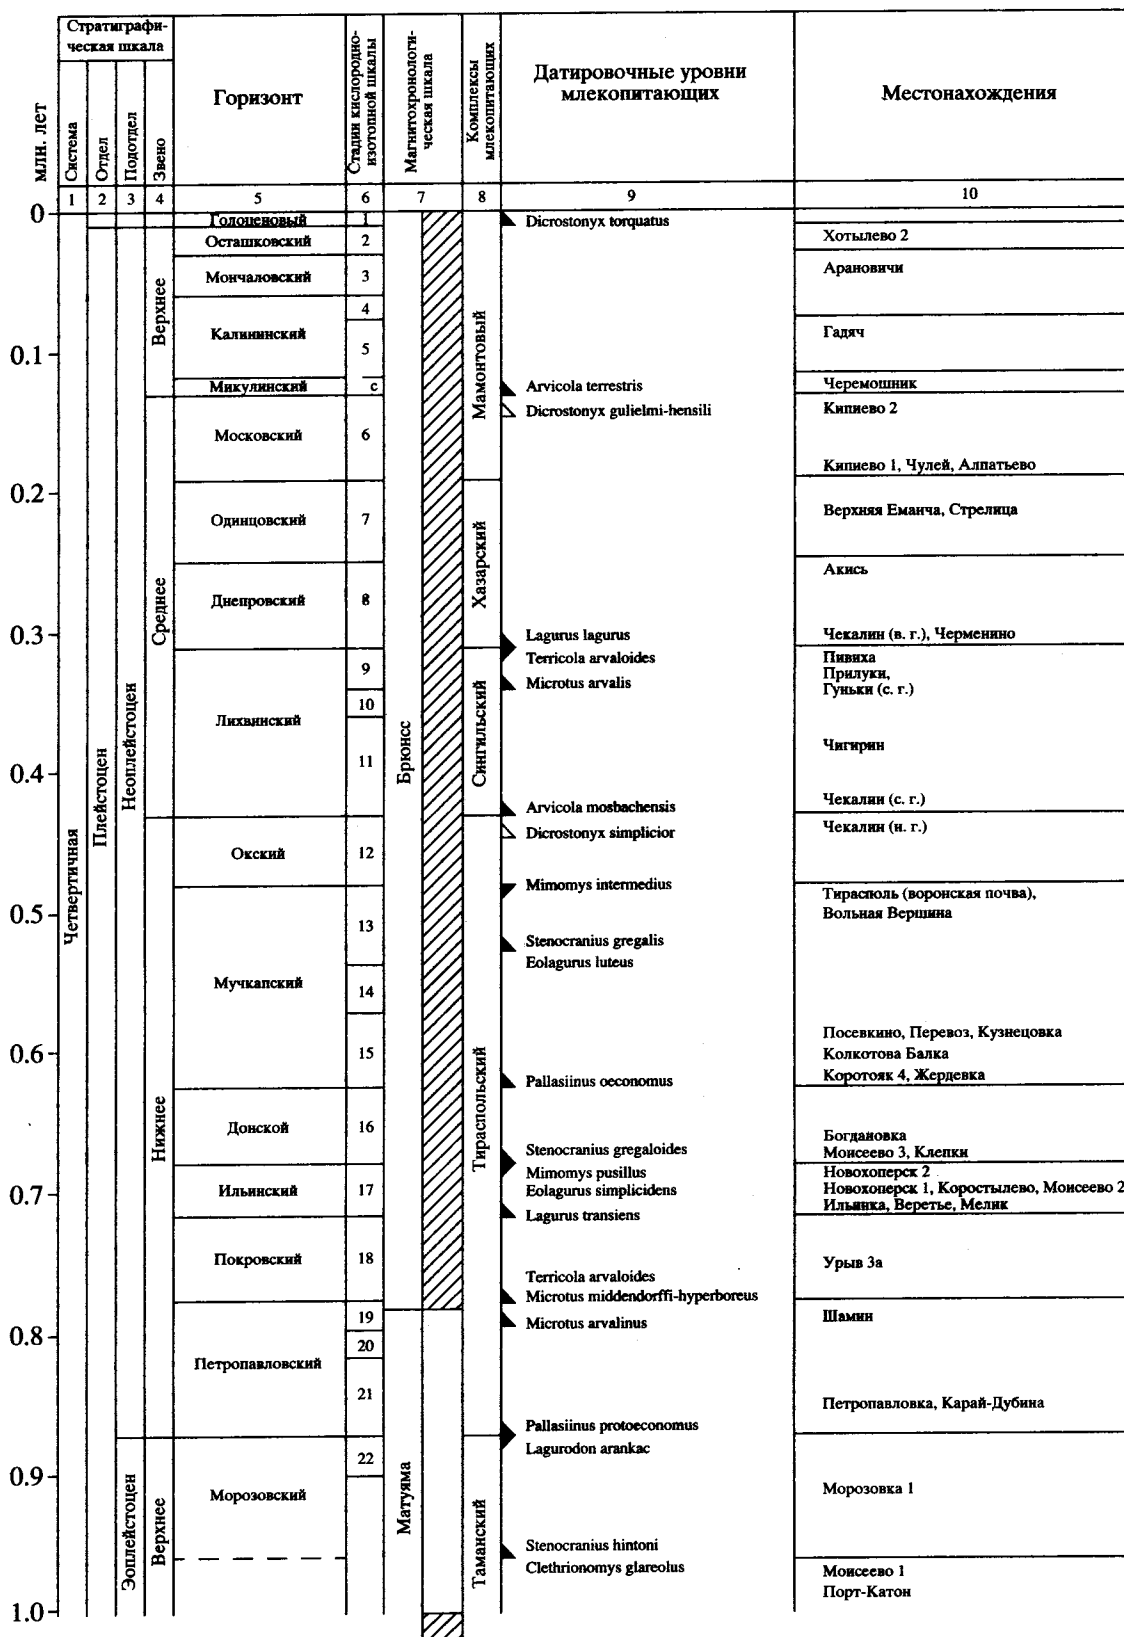 Стратиграфи-
ческая шкала
млн. лет
Система
Отдел
Подотдел
Звено
Горизонт
Стадии кислородно-
изотопной шкалы
Магнитохронологи-
ческая шкала
Комплексы
млекопитающих
Датировочные уровни
млекопитающих
Местонахождения
1 2 3 4 5 6 7 8 9 10
0
0.1
0.2
0.3
0.4
0.5
0.6
0.7
0.8
0.9
1.0
Четвертичная
Плейстоцен
Неоплейстоцен
Эоплейстоцен
Верхнее
Среднее
Нижнее
Верхнее
Голоценовый
Осташковский
Мончаловский
Калининский
Микулинский
Московский
Одинцовский
Днепровский
Лихвинский
Окский
Мучкапский
Донской
Ильинский
Покровский
Петропавловский
Морозовский
1
2
3
4
5
с
6
7
8
9
10
11
12
13
14
15
16
17
18
19
20
21
22
Брюнсс
Матуяма
Мамонтовый
Хазарский
Сингильский
Тираспольский
Таманский
Dicrostonyx torquatus
Arvicola terrestris
Dicrostonyx gulielmi-hensili
Lagurus lagurus
Terricola arvaloides
Microtus arvalis
Arvicola mosbachensis
Dicrostonyx simplicior
Mimomys intermedius
Stenocranius gregalis
Eolagurus luteus
Pallasiinus oeconomus
Stenocranius gregaloides
Mimomys pusillus
Eolagurus simplicidens
Lagurus transiens
Terricola arvaloides
Microtus middendorffi-hyperboreus
Microtus arvalinus
Pallasiinus protoeconomus
Lagurodon arankac
Stenocranius hintoni
Clethrionomys glareolus
Хотылево 2
Арановичи
Гадяч
Черемошник
Кипиево 2
Кипиево 1, Чулей, Алпатьево
Верхняя Еманча, Стрелица
Акись
Чекалин (в. г.), Черменино
Пивиха
Прилуки,
Гуньки (с. г.)
Чигирин
Чекалин (с. г.)
Чекалин (н. г.)
Тирасполь (воронская почва),
Вольная Вершина
Посевкино, Перевоз, Кузнецовка
Колкотова Балка
Коротояк 4, Жердевка
Богдановка
Моисеево 3, Клепки
Новохоперск 2
Новохоперск 1, Коростылево, Моисеево 2
Ильинка, Веретье, Мелик
Урыв 3а
Шамин
Петропавловка, Карай-Дубина
Морозовка 1
Моисеево 1
Порт-Катон